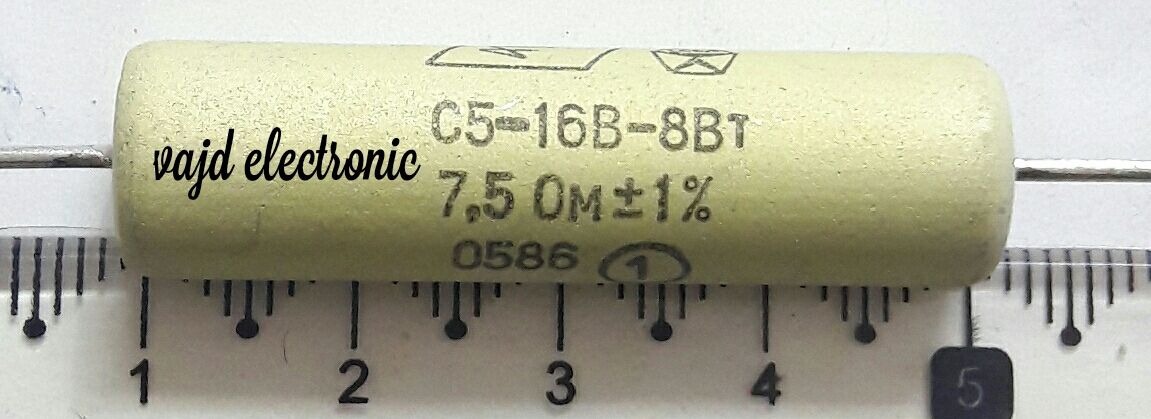 С5-16В-8Вт
vajd electronic
7,5 Ом±1%
0586 1
1 2 3 4 5